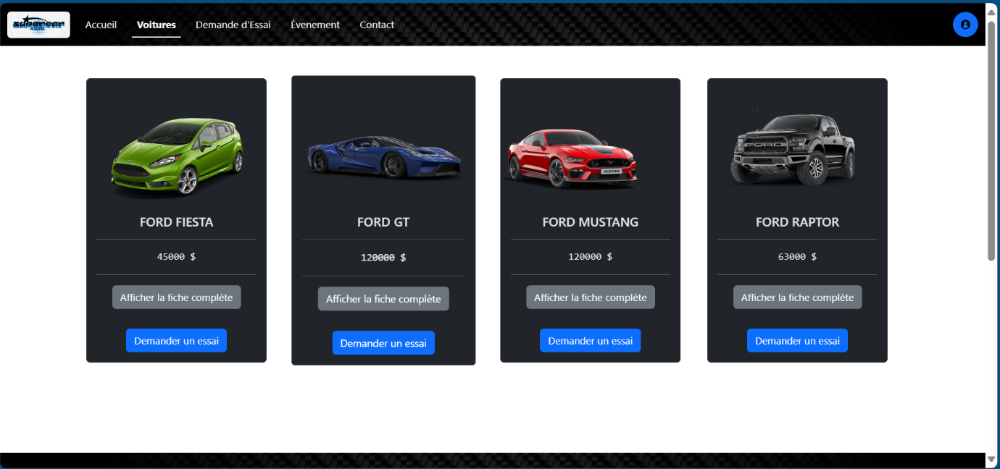 supercar
AUTO
Accueil Voitures Demande d'Essai Évenement Contact
FORD FIESTA
45000 $
Afficher la fiche complète
Demander un essai
FORD GT
120000 $
Afficher la fiche complète
Demander un essai
MUSTANG
FORD MUSTANG
120000 $
Afficher la fiche complète
Demander un essai
FORD
FORD RAPTOR
63000 $
Afficher la fiche complète
Demander un essai